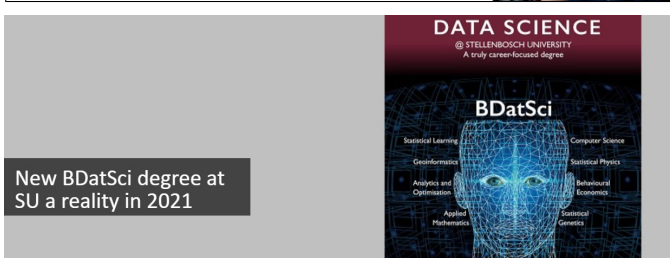 DATA SCIENCE
@ STELLENBOSCH UNIVERSITY
A truly career-focused degree
BDatSci
Statistical Learning
Computer Science
Geoinformatics
Statistical Physics
Analytics and
Optimisation
Behavioural
Economics
Applied
Mathematics
Statistical
Genetics
New BDatSci degree at
SU a reality in 2021